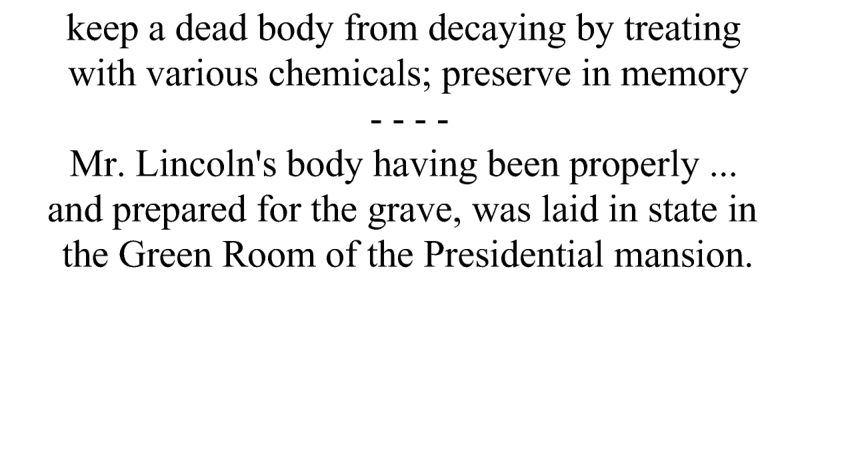 keep a dead body from decaying by treating
with various chemicals; preserve in memory
- - - -
Mr. Lincoln's body having been properly ...
and prepared for the grave, was laid in state in
the Green Room of the Presidential mansion.